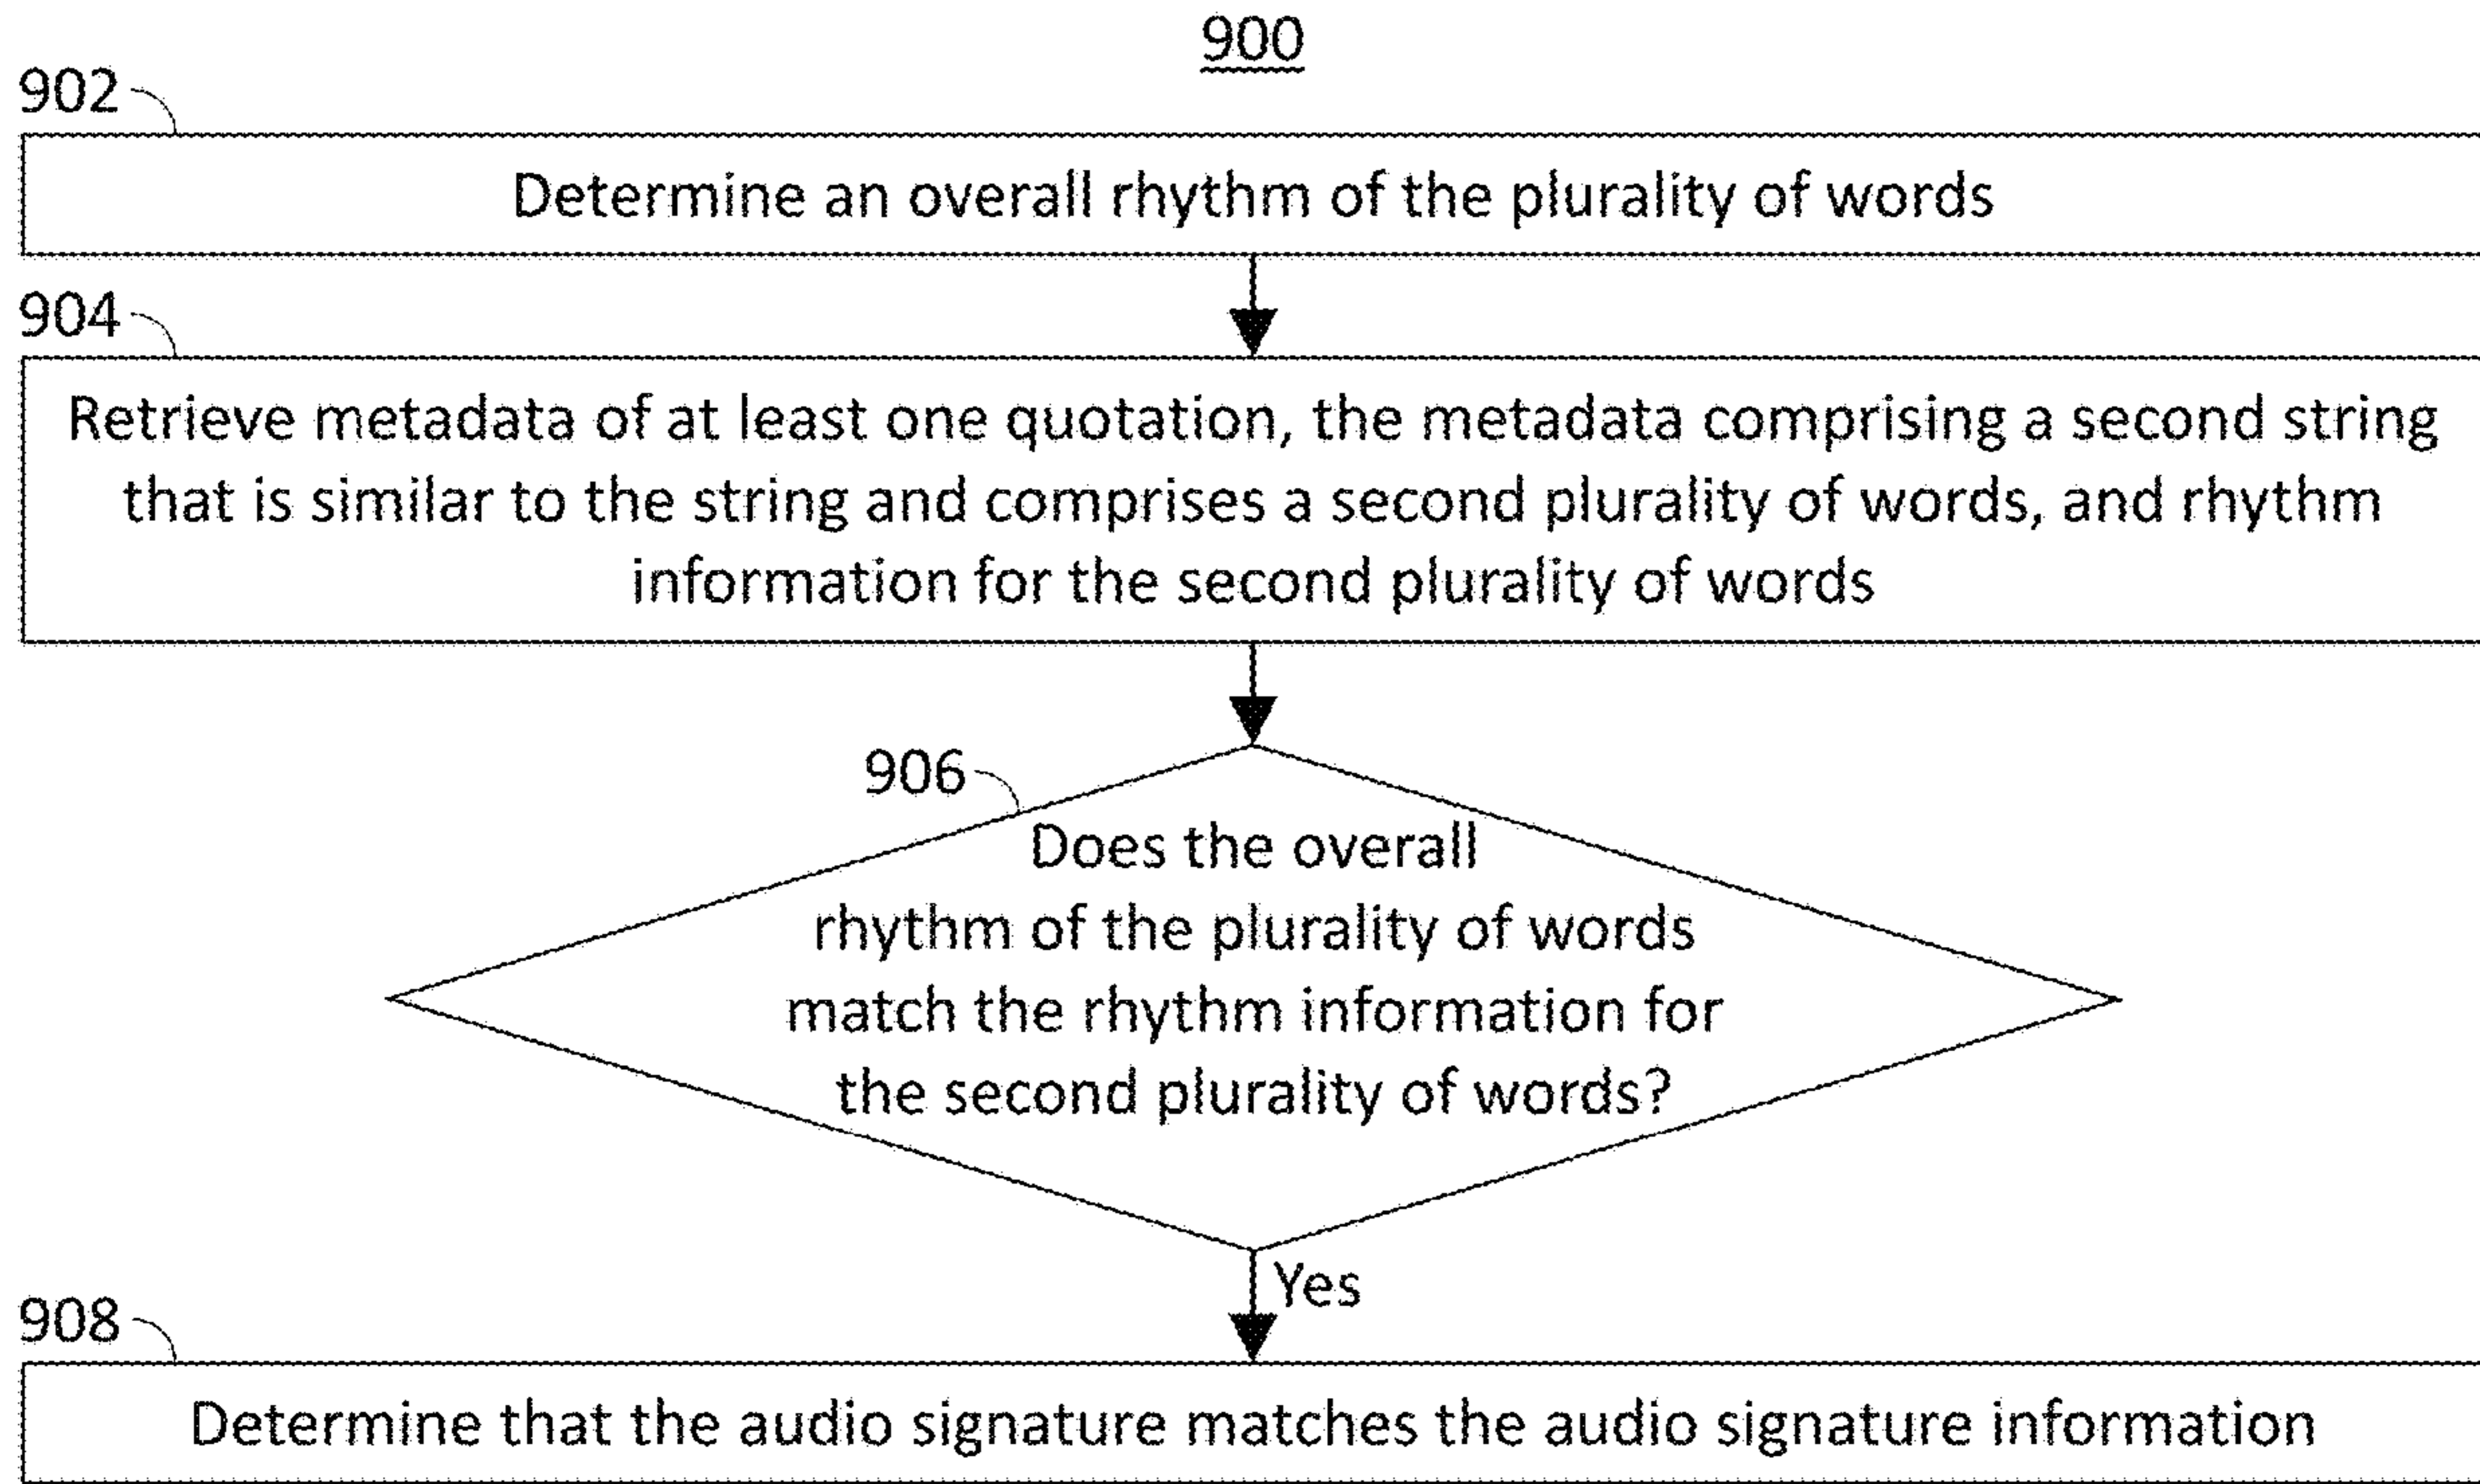 900
902
Determine an overall rhythm of the plurality of words
904
Retrieve metadata of at least one quotation, the metadata comprising a second string
that is similar to the string and comprises a second plurality of words, and rhythm
information for the second plurality of words
906
Does the overall
rhythm of the plurality of words
match the rhythm information for
the second plurality of words?
Yes
908
Determine that the audio signature matches the audio signature information